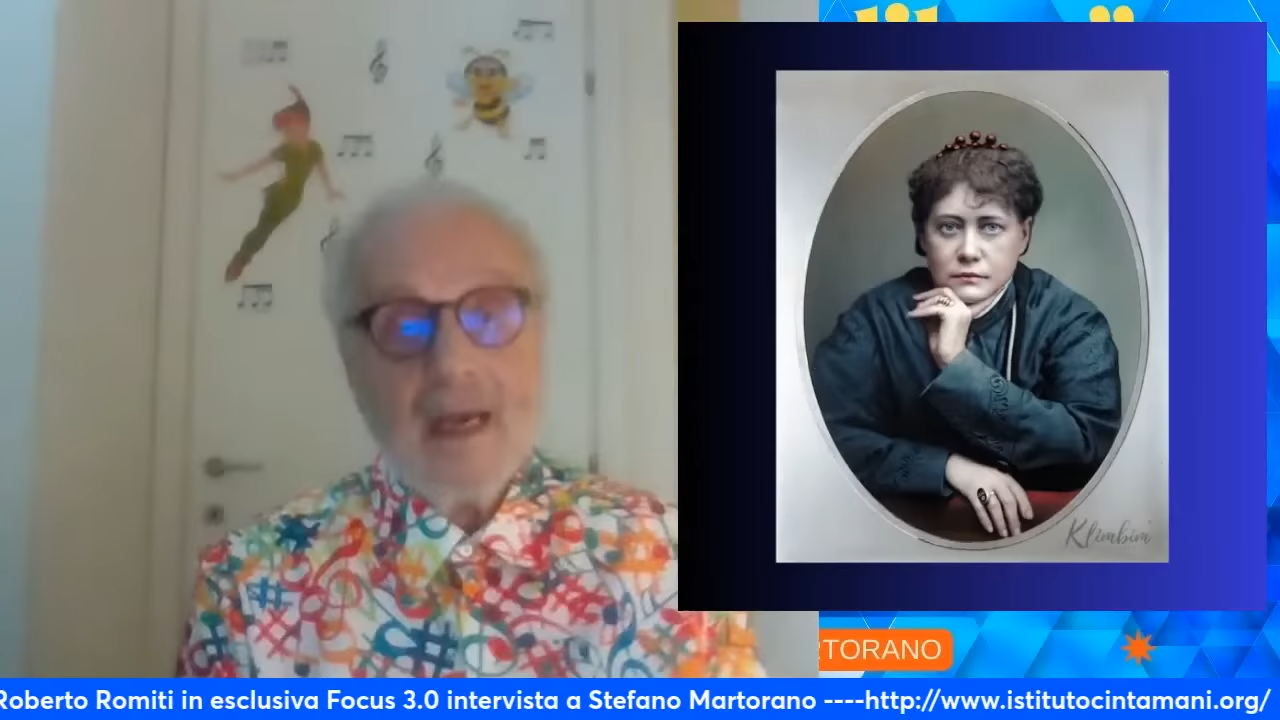 Klimbim
TORANO
Roberto Romiti in esclusiva Focus 3.0 intervista a Stefano Martorano ----http://www.istitutocintamani.org/